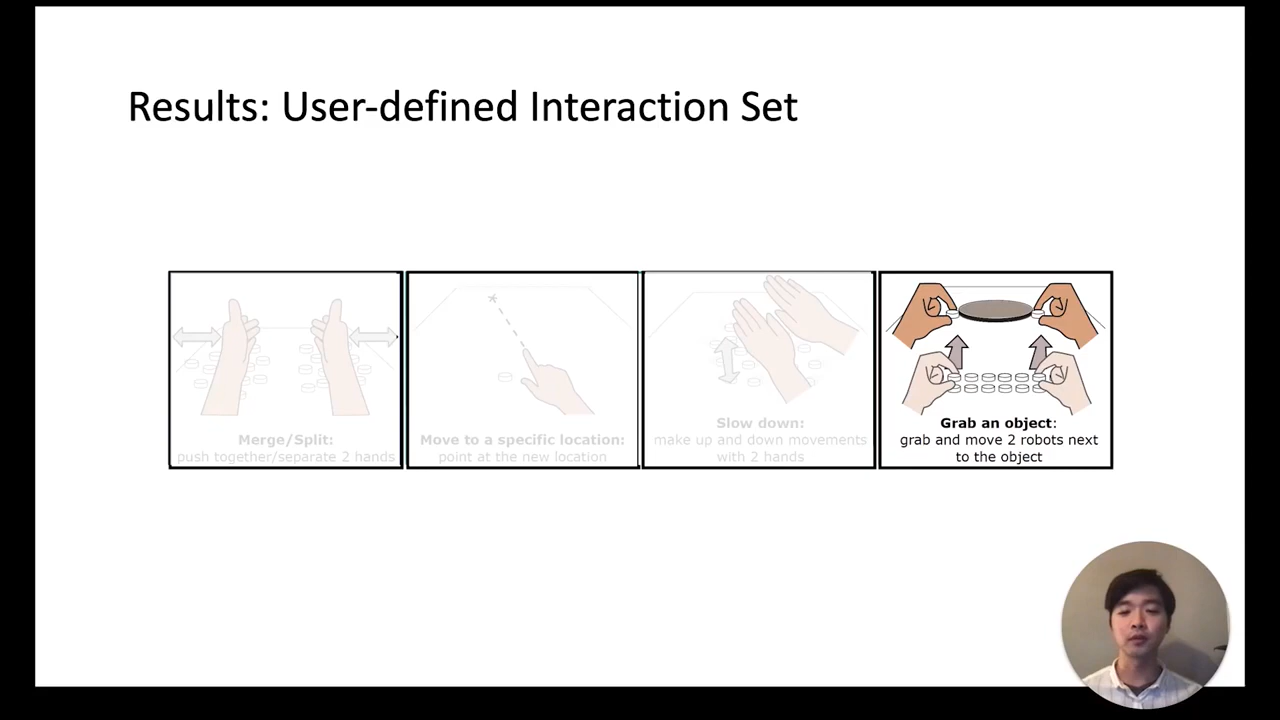 Results: User-defined Interaction Set
Merge/Split:
push together/separate 2 hands
Move to a specific location:
point at the new location
Slow down:
make up and down movements
with 2 hands
Grab an object:
grab and move 2 robots next
to the object